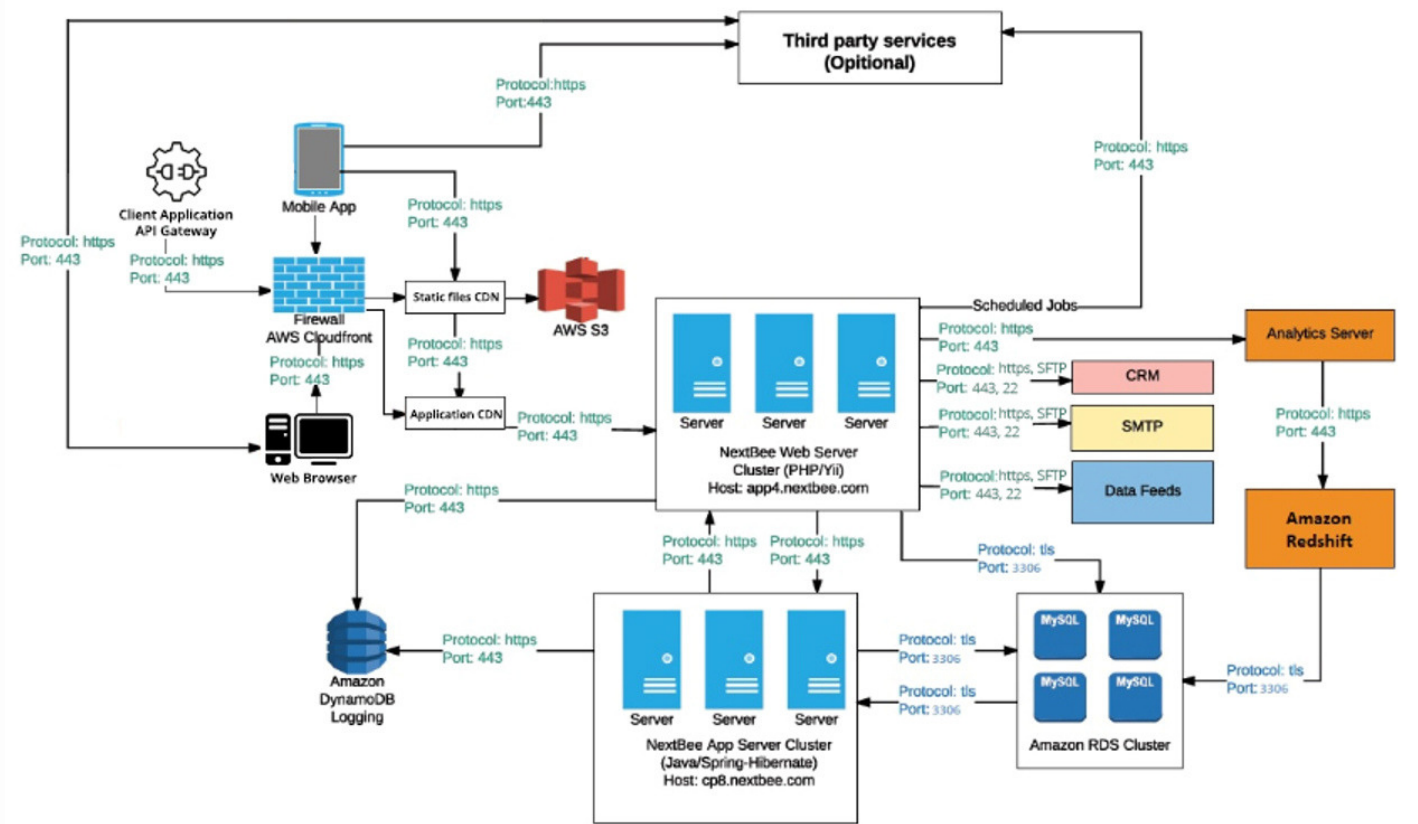 Third party services
(Opitional)
Protocol:https
Port:443
Protocol: https
Port: 443
Client Application
API Gateway
Mobile App
Protocol: https
Port: 443
Protocol: https
Port: 443
Protocol: https
Port: 443
Firewall
AWS Cloudfront
Static files CDN
AWS S3
Protocol: https
Port: 443
Protocol: https
Port: 443
Application CDN
Protocol: https
Port: 443
Web Browser
Server
Server
Server
NextBee Web Server
Cluster (PHP/Yii)
Host: app4.nextbee.com
Scheduled Jobs
Protocol: https
Port: 443
Analytics Server
Protocol: https, SFTP
Port: 443, 22
CRM
Protocol: https, SFTP
Port: 443, 22
SMTP
Protocol: https, SFTP
Port: 443, 22
Data Feeds
Protocol: https
Port: 443
Amazon
Redshift
Protocol: https
Port: 443
Protocol: https
Port: 443
Protocol: https
Port: 443
Protocol: tls
Port: 3306
Amazon
DynamoDB
Logging
Protocol: https
Port: 443
Server
Server
Server
NextBee App Server Cluster
(Java/Spring-Hibernate)
Host: cp8.nextbee.com
Protocol: tls
Port: 3306
Protocol: tls
Port: 3306
MySQL
MySQL
MySQL
MySQL
Amazon RDS Cluster
Protocol: tls
Port: 3306